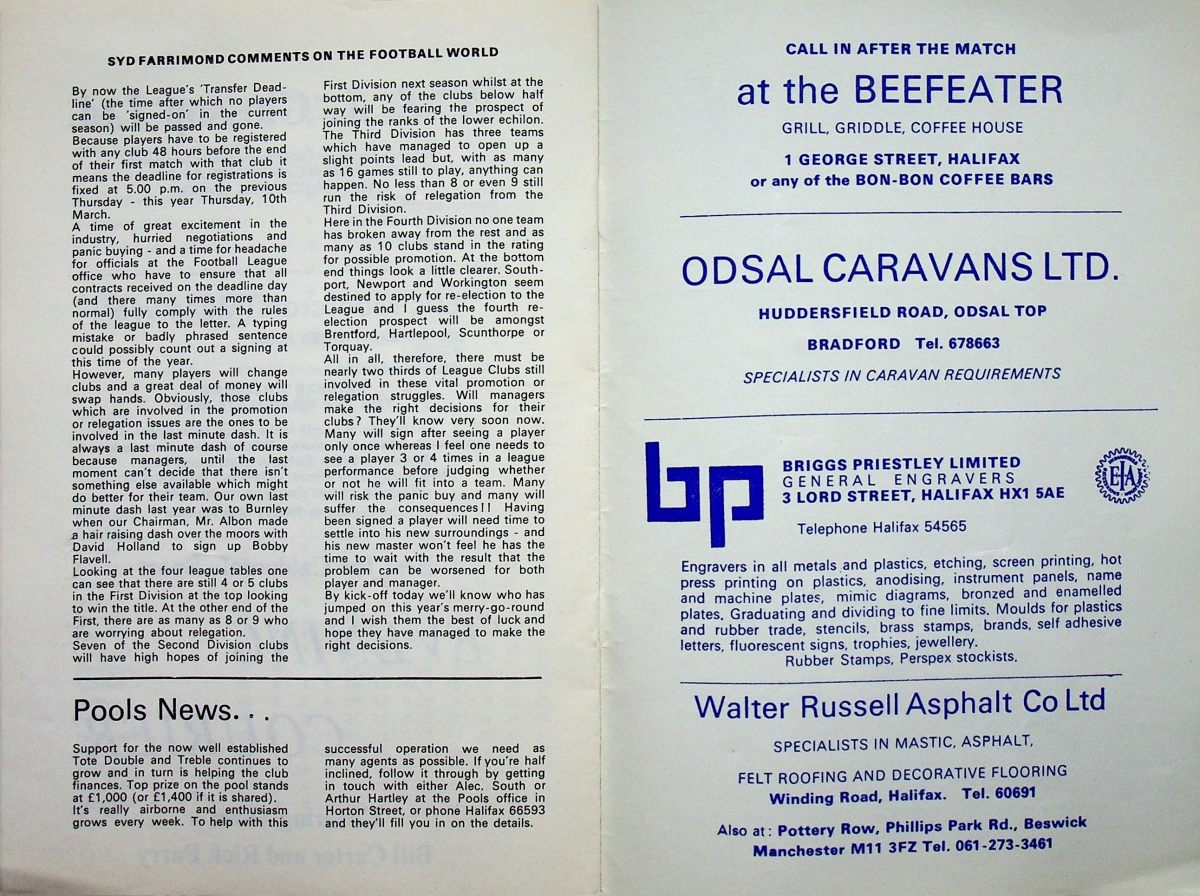 SYD FARRIMOND COMMENTS ON THE FOOTBALL WORLD
By now the League's 'Transfer Dead-
line' (the time after which no players
can be 'signed-on' in the current
season) will be passed and gone.
Because players have to be registered
with any club 48 hours before the end
of their first match with that club it
means the deadline for registrations is
fixed at 5.00 p.m. on the previous
Thursday - this year Thursday, 10th
March.
A time of great excitement in the
industry, hurried negotiations and
panic buying - and a time for headache
for officials at the Football League
office who have to ensure that all
contracts received on the deadline day
(and there many times more than
normal) fully comply with the rules
of the league to the letter. A typing
mistake or badly phrased sentence
could possibly count out a signing at
this time of the year.
However, many players will change
clubs and a great deal of money will
swap hands. Obviously, those clubs
which are involved in the promotion
or relegation issues are the ones to be
involved in the last minute dash. It is
always a last minute dash of course
because managers, until the last
moment can't decide that there isn't
something else available which might
do better for their team. Our own last
minute dash last year was to Burnley
when our Chairman, Mr. Albon made
a hair raising dash over the moors with
David Holland to sign up Bobby
Flavell.
Looking at the four league tables one
can see that there are still 4 or 5 clubs
in the First Division at the top looking
to win the title. At the other end of the
First, there are as many as 8 or 9 who
are worrying about relegation.
Seven of the Second Division clubs
will have high hopes of joining the
First Division next season whilst at the
bottom, any of the clubs below half
way will be fearing the prospect of
joining the ranks of the lower echilon.
The Third Division has three teams
which have managed to open up a
slight points lead but, with as many
as 16 games still to play, anything can
happen. No less than 8 or even 9 still
run the risk of relegation from the
Third Division.
Here in the Fourth Division no one team
has broken away from the rest and as
many as 10 clubs stand in the rating
for possible promotion. At the bottom
end things look a little clearer. South-
port, Newport and Workington seem
destined to apply for re-election to the
League and I guess the fourth re-
election prospect will be amongst
Brentford, Hartlepool, Scunthorpe or
Torquay.
All in all, therefore, there must be
nearly two thirds of League Clubs still
involved in these vital promotion or
relegation struggles. Will managers
make the right decisions for their
clubs? They'll know very soon now.
Many will sign after seeing a player
only once whereas I feel one needs to
see a player 3 or 4 times in a league
performance before judging whether
or not he will fit into a team. Many
will risk the panic buy and many will
suffer the consequences!! Having
been signed a player will need time to
settle into his new surroundings - and
his new master won't feel he has the
time to wait with the result that the
problem can be worsened for both
player and manager.
By kick-off today we'll know who has
jumped on this year's merry-go-round
and I wish them the best of luck and
hope they have managed to make the
right decisions.
Pools News...
Support for the now well established
Tote Double and Treble continues to
grow and in turn is helping the club
finances. Top prize on the pool stands
at £1,000 (or £1,400 if it is shared).
It's really airborne and enthusiasm
grows every week. To help with this
successful operation we need as
many agents as possible. If you're half
inclined, follow it through by getting
in touch with either Alec. South or
Arthur Hartley at the Pools office in
Horton Street, or phone Halifax 66593
and they'll fill you in on the details.
CALL IN AFTER THE MATCH
at the BEEFEATER
GRILL, GRIDDLE, COFFEE HOUSE
1 GEORGE STREET, HALIFAX
or any of the BON-BON COFFEE BARS
ODSAL CARAVANS LTD.
HUDDERSFIELD ROAD, ODSAL TOP
BRADFORD Tel. 678663
SPECIALISTS IN CARAVAN REQUIREMENTS
bp
BRIGGS PRIESTLEY LIMITED
GENERAL ENGRAVERS
3 LORD STREET, HALIFAX HX1 5AE
Telephone Halifax 54565
Engravers in all metals and plastics, etching, screen printing, hot
press printing on plastics, anodising, instrument panels, name
and machine plates, mimic diagrams, bronzed and enamelled
plates. Graduating and dividing to fine limits. Moulds for plastics
and rubber trade, stencils, brass stamps, brands, self adhesive
letters, fluorescent signs, trophies, jewellery.
Rubber Stamps, Perspex stockists.
Walter Russell Asphalt Co Ltd
SPECIALISTS IN MASTIC, ASPHALT,
FELT ROOFING AND DECORATIVE FLOORING
Winding Road, Halifax. Tel. 60691
Also at: Pottery Row, Phillips Park Rd., Beswick
Manchester M11 3FZ Tel. 061-273-3461